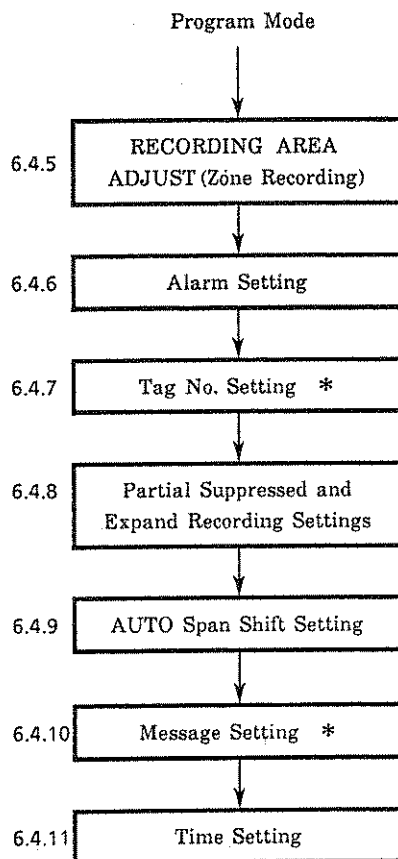 Program Mode
6.4.5
RECORDING AREA
ADJUST (Zone Recording)
6.4.6
Alarm Setting
6.4.7
Tag No. Setting *
6.4.8
Partial Suppressed and
Expand Recording Settings
6.4.9
AUTO Span Shift Setting
6.4.10
Message Setting *
6.4.11
Time Setting